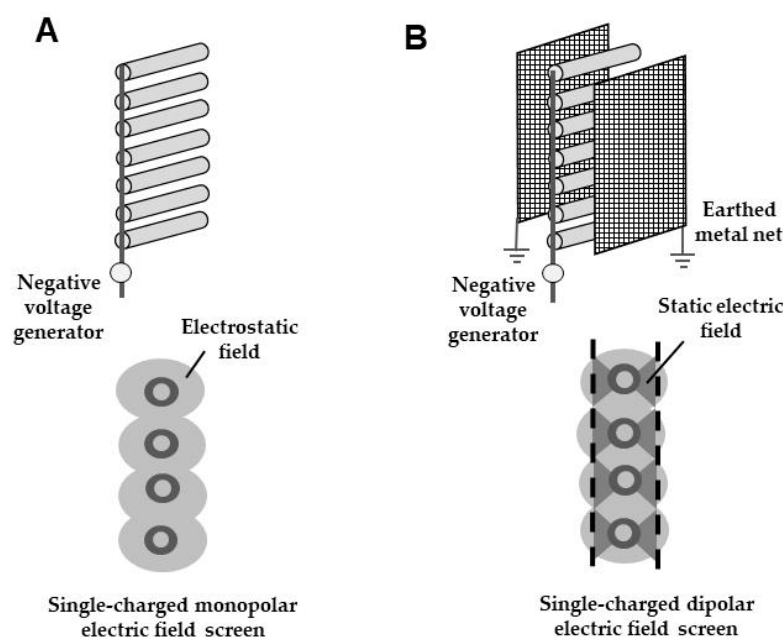 A
B
Earthed
metal net
Negative
voltage
generator
Negative
voltage
generator
Electrostatic
field
Static electric
field
Single-charged monopolar
electric field screen
Single-charged dipolar
electric field screen